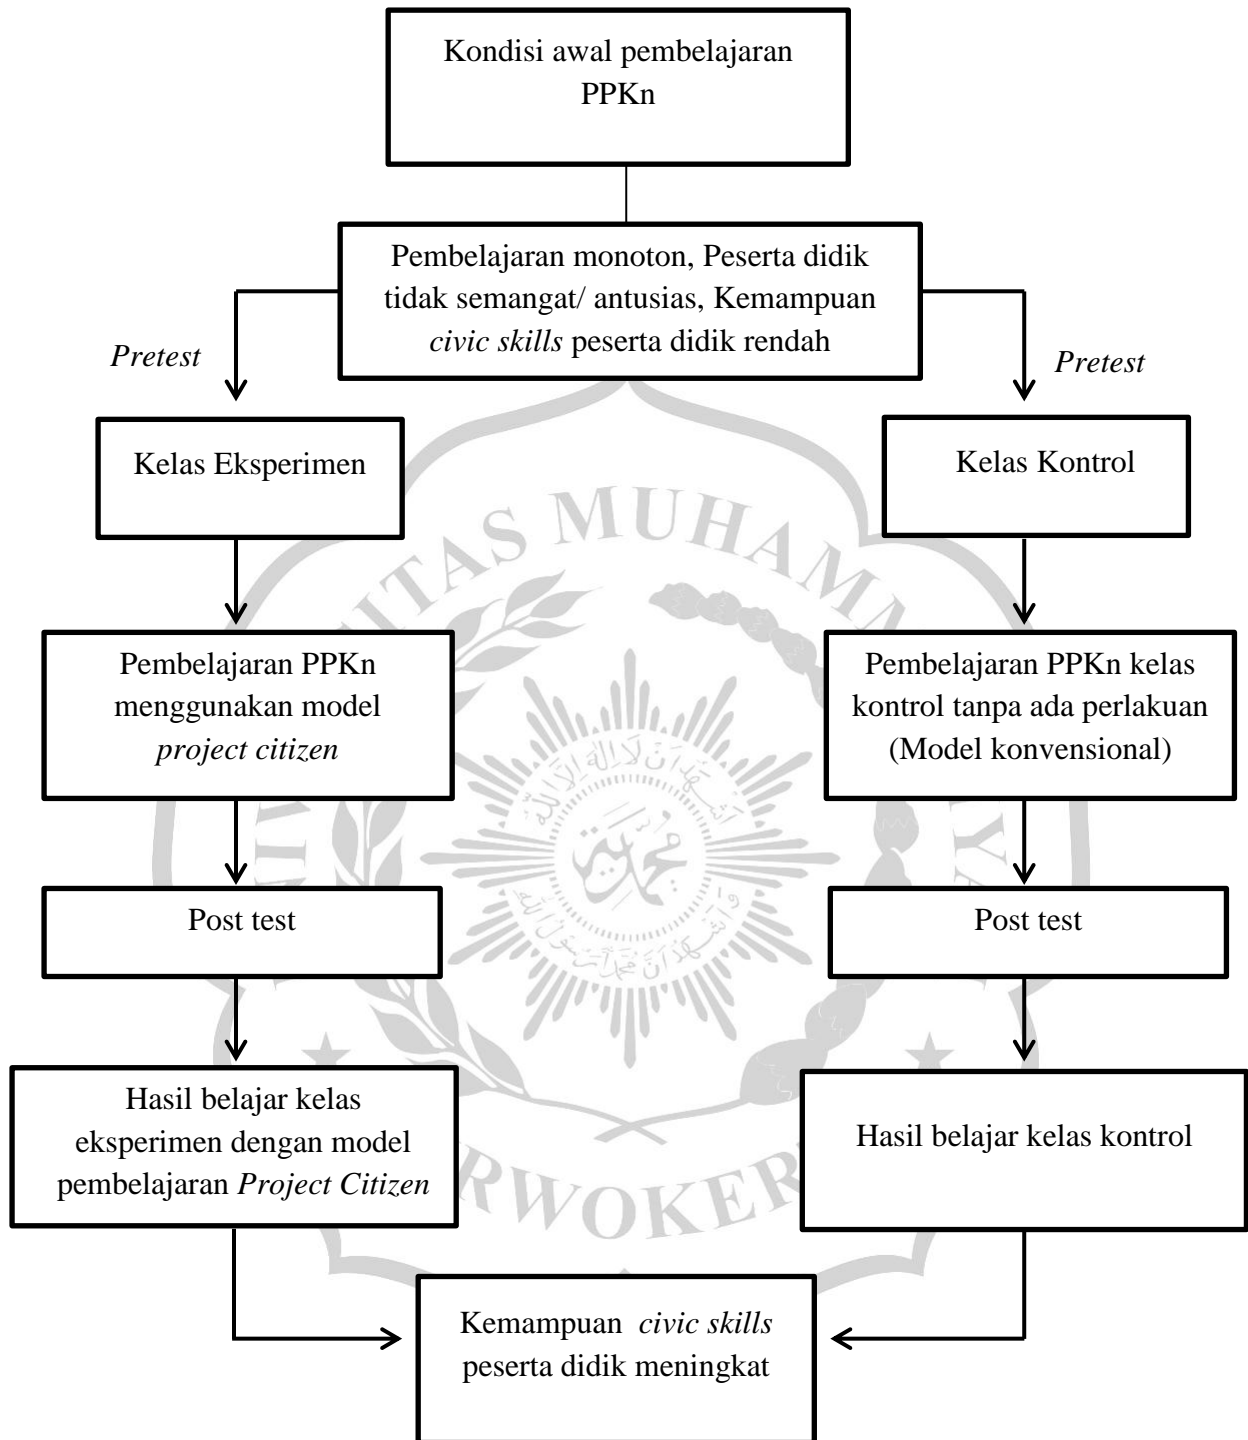 Kondisi awal pembelajaran
PPKn
Pembelajaran monoton, Peserta didik
tidak semangat/ antusias, Kemampuan
civic skills peserta didik rendah
Pretest
Pretest
Kelas Eksperimen
Kelas Kontrol
Pembelajaran PPKn
menggunakan model
project citizen
Pembelajaran PPKn kelas
kontrol tanpa ada perlakuan
(Model konvensional)
Post test
Post test
Hasil belajar kelas
eksperimen dengan model
pembelajaran Project Citizen
Hasil belajar kelas kontrol
Kemampuan  civic skills
peserta didik meningkat
ITAS MUHAMM
RWOKER